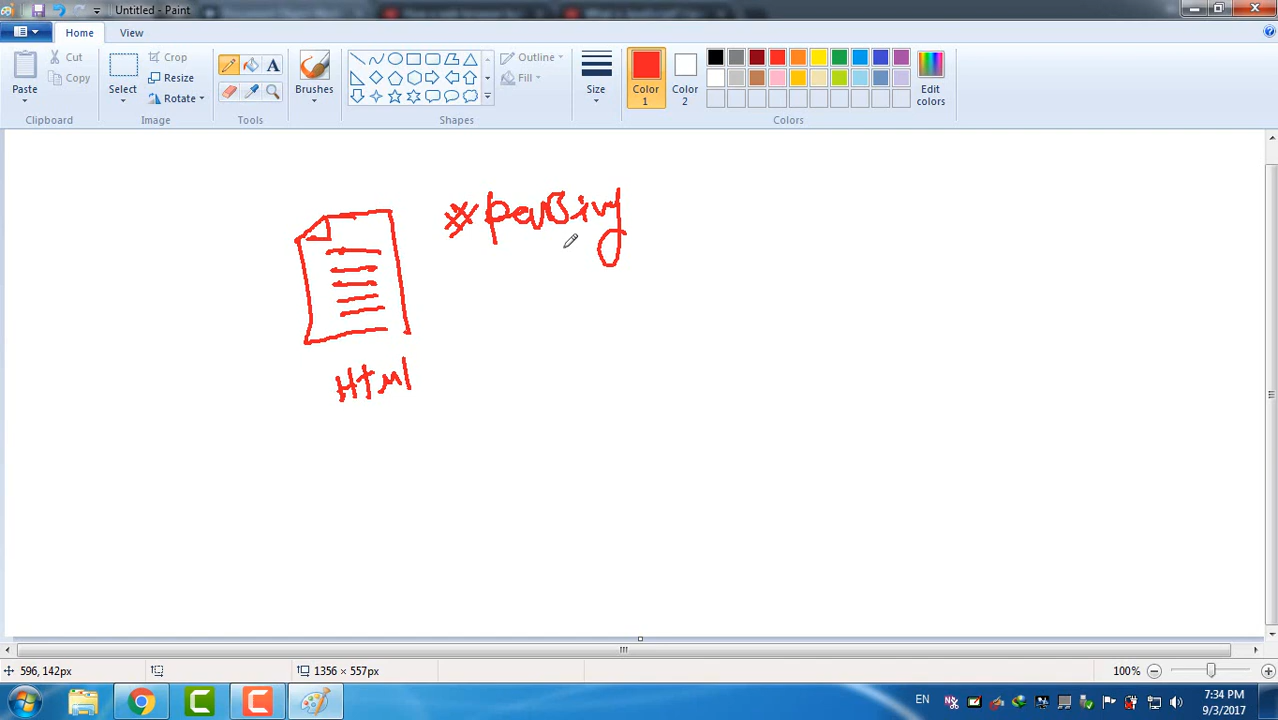 Untitled - Paint
Home
View
Paste
Cut
Copy
Clipboard
Select
Crop
Resize
Rotate
Image
Tools
Brushes
Shapes
Outline
Fill
Size
Color
1
Color
2
Edit
colors
Colors
*parsing
Html
596, 142px
1356 × 557px
100%
EN
7:34 PM
9/3/2017